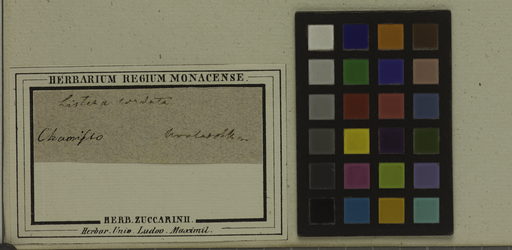 HERBARIUM REGIUM MONACENSE.
Listera cordata
Chamisso Unalaschka
HERB. ZUCCARINII.
Herbar. Univ. Ludov. Maximil.